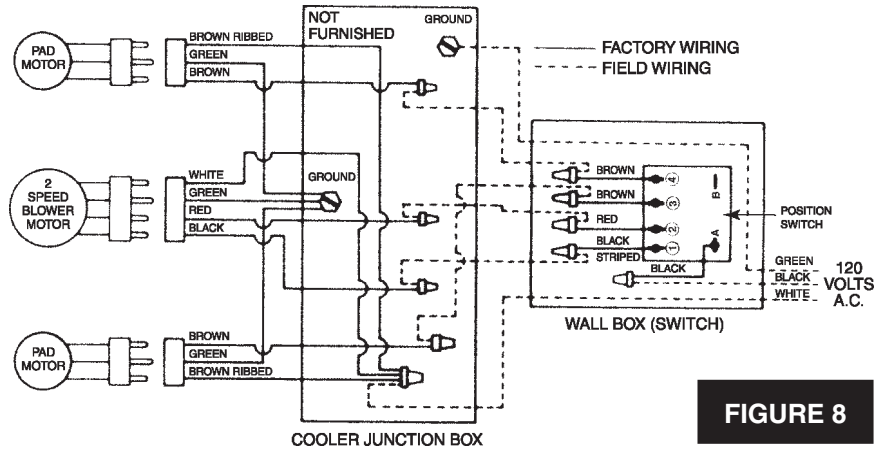 NOT
FURNISHED
GROUND
PAD
MOTOR
BROWN RIBBED
GREEN
BROWN
FACTORY WIRING
FIELD WIRING
2
SPEED
BLOWER
MOTOR
WHITE
GREEN
RED
BLACK
GROUND
BROWN
BROWN
RED
BLACK
STRIPED
4
3
2
1
B
A
BLACK
POSITION
SWITCH
GREEN
BLACK
WHITE
120
VOLTS
A.C.
WALL BOX (SWITCH)
PAD
MOTOR
BROWN
GREEN
BROWN RIBBED
COOLER JUNCTION BOX
FIGURE 8